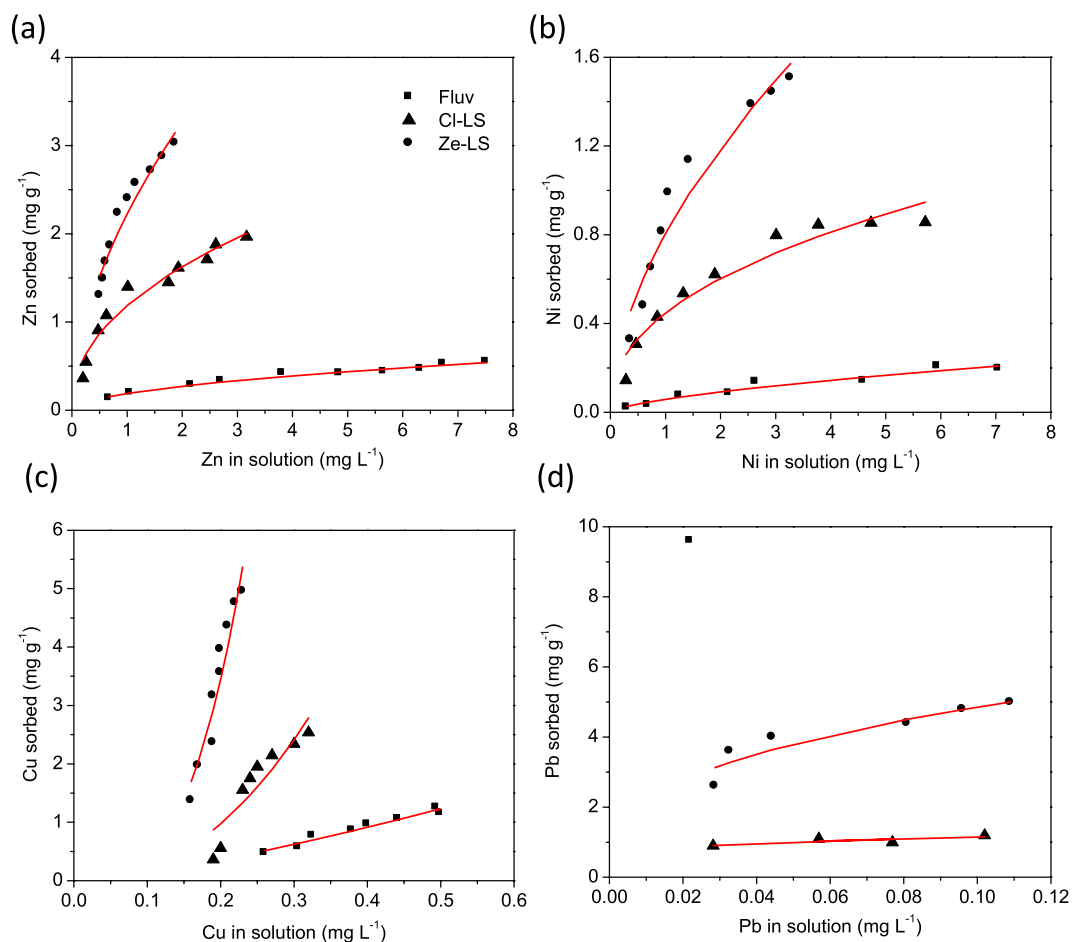 (a)
4
3
2
1
0
Zn sorbed (mg g⁻¹)
Fluv
Cl-LS
Ze-LS
0 1 2 3 4 5 6 7 8
Zn in solution (mg L⁻¹)
(b)
1.6
1.2
0.8
0.4
0.0
Ni sorbed (mg g⁻¹)
0 1 2 3 4 5 6 7 8
Ni in solution (mg L⁻¹)
(c)
6
5
4
3
2
1
0
Cu sorbed (mg g⁻¹)
0.0 0.1 0.2 0.3 0.4 0.5 0.6
Cu in solution (mg L⁻¹)
(d)
10
8
6
4
2
0
Pb sorbed (mg g⁻¹)
0.00 0.02 0.04 0.06 0.08 0.10 0.12
Pb in solution (mg L⁻¹)